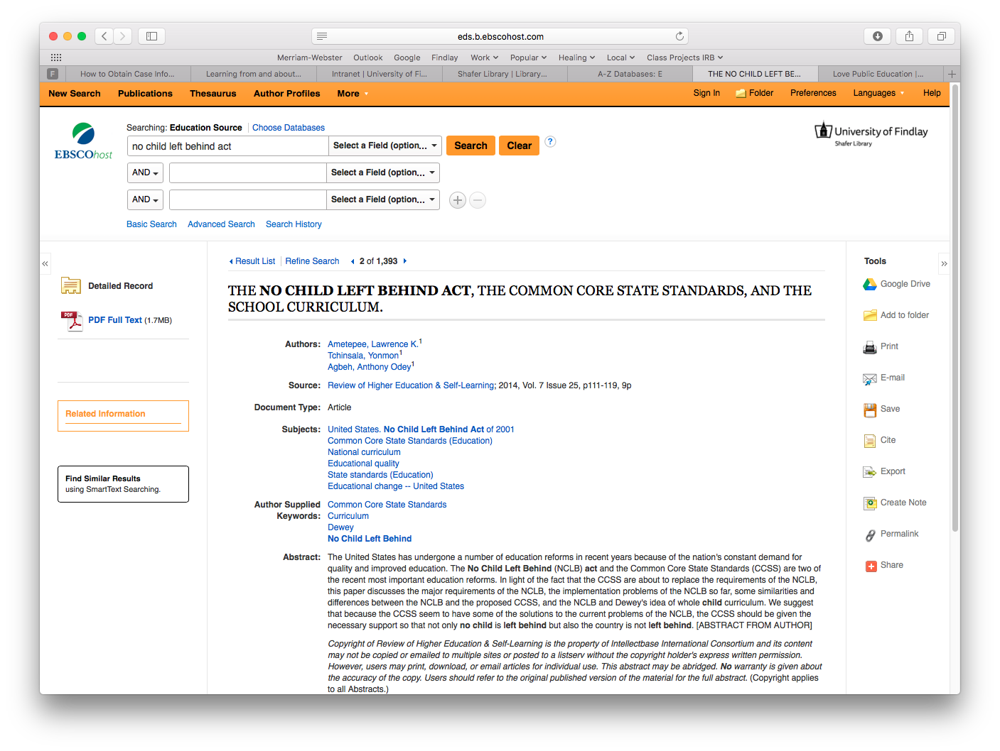 eds.b.ebscohost.com
Merriam-Webster Outlook Google Findlay Work Popular Healing Local Class Projects IRB
F How to Obtain Case Info... Learning from and about... Intranet | University of Fi... Shafer Library | Library... A-Z Databases: E THE NO CHILD LEFT BE... Love Public Education |... +
New Search Publications Thesaurus Author Profiles More Sign In Folder Preferences Languages Help
Searching: Education Source Choose Databases
EBSCOhost
University of Findlay
Shafer Library
no child left behind act Select a Field (option... Search Clear ?
AND Select a Field (option...
AND Select a Field (option...
Basic Search Advanced Search Search History
« Result List Refine Search 2 of 1,393 Tools »
Detailed Record
PDF Full Text (1.7MB)
PDF
Related Information
Find Similar Results
using SmartText Searching.
THE NO CHILD LEFT BEHIND ACT, THE COMMON CORE STATE STANDARDS, AND THE
SCHOOL CURRICULUM.
Authors: Ametepee, Lawrence K.1
Tchinsala, Yonmon1
Agbeh, Anthony Odey1
Source: Review of Higher Education & Self-Learning; 2014, Vol. 7 Issue 25, p111-119, 9p
Document Type: Article
Subjects: United States. No Child Left Behind Act of 2001
Common Core State Standards (Education)
National curriculum
Educational quality
State standards (Education)
Educational change -- United States
Author Supplied Common Core State Standards
Keywords: Curriculum
Dewey
No Child Left Behind
Abstract: The United States has undergone a number of education reforms in recent years because of the nation's constant demand for
quality and improved education. The No Child Left Behind (NCLB) act and the Common Core State Standards (CCSS) are two of
the recent most important education reforms. In light of the fact that the CCSS are about to replace the requirements of the NCLB,
this paper discusses the major requirements of the NCLB, the implementation problems of the NCLB so far, some similarities and
differences between the NCLB and the proposed CCSS, and the NCLB and Dewey's idea of whole child curriculum. We suggest
that because the CCSS seem to have some of the solutions to the current problems of the NCLB, the CCSS should be given the
necessary support so that not only no child is left behind but also the country is not left behind. [ABSTRACT FROM AUTHOR]
Copyright of Review of Higher Education & Self-Learning is the property of Intellectbase International Consortium and its content
may not be copied or emailed to multiple sites or posted to a listserv without the copyright holder's express written permission.
However, users may print, download, or email articles for individual use. This abstract may be abridged. No warranty is given about
the accuracy of the copy. Users should refer to the original published version of the material for the full abstract. (Copyright applies
to all Abstracts.)
Google Drive
Add to folder
Print
E-mail
Save
Cite
Export
Create Note
Permalink
Share